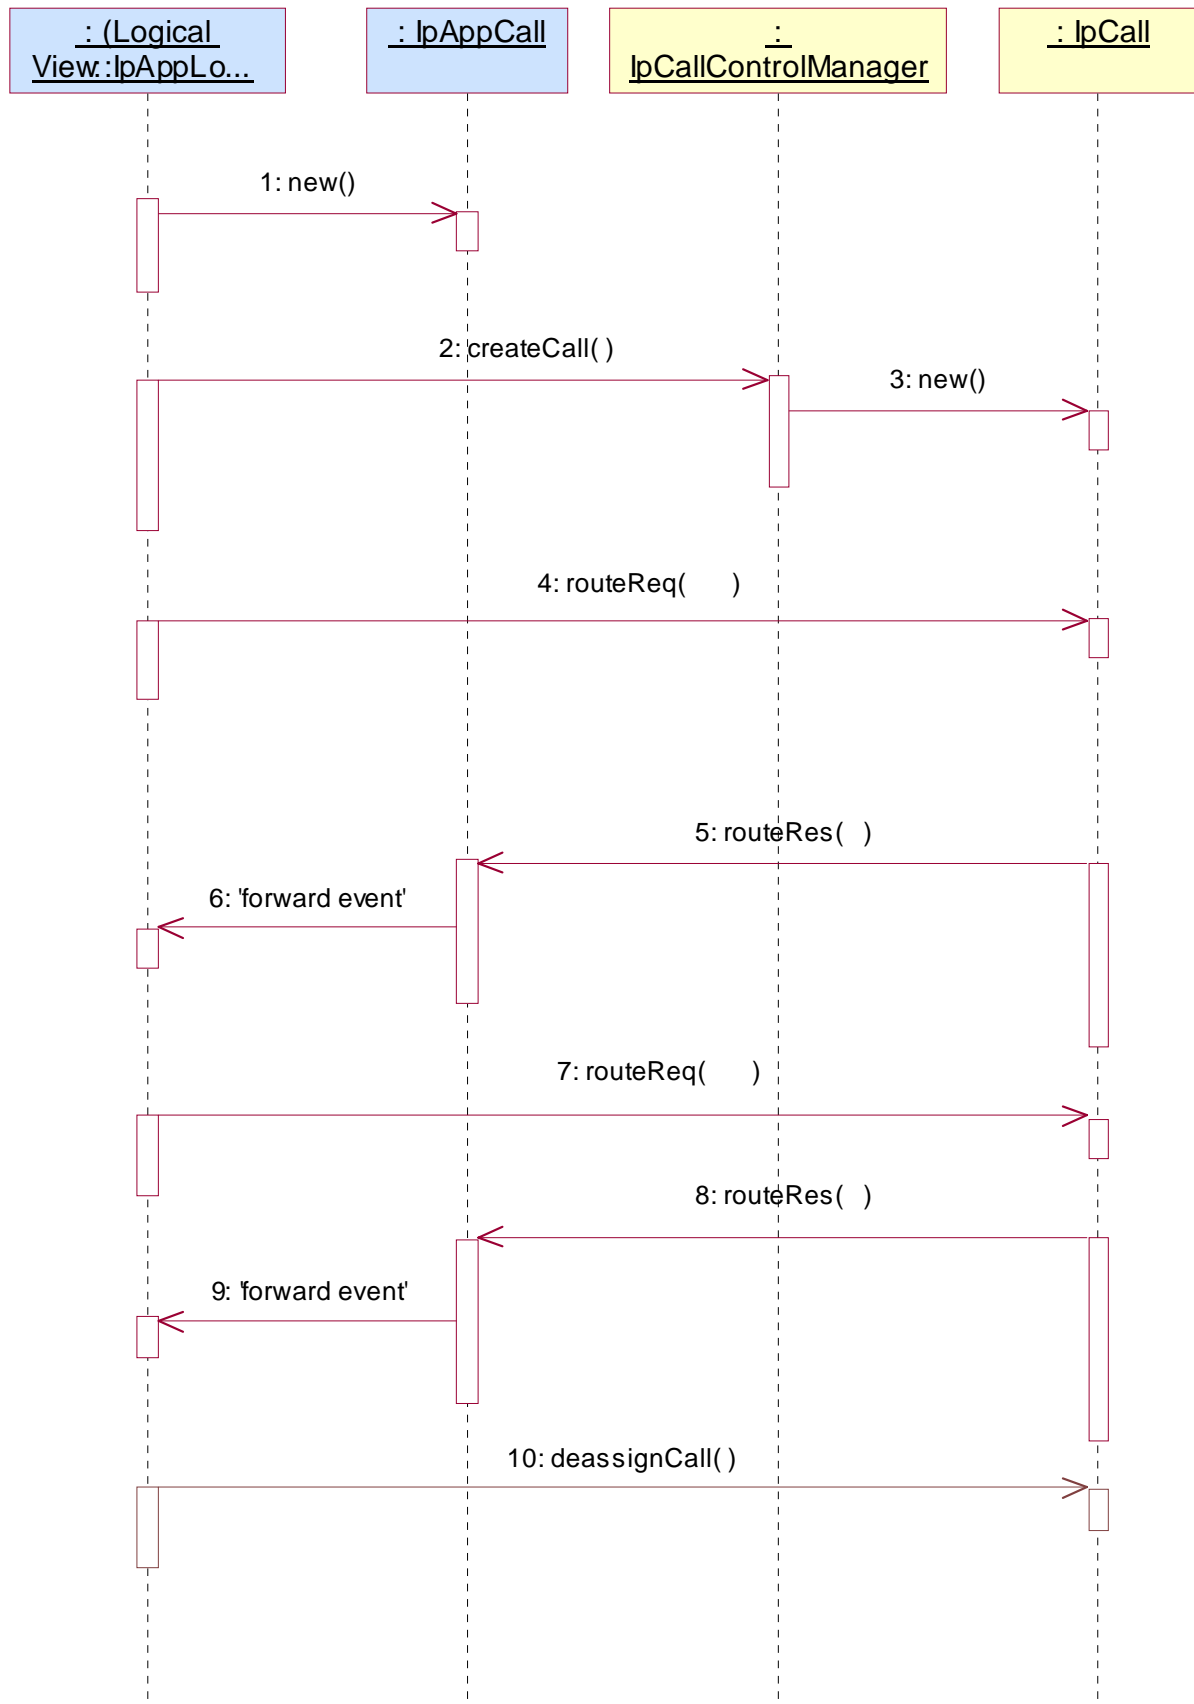 : (Logical
View::IpAppLo...
: IpAppCall
:
IpCallControlManager
: IpCall
1: new()
2: createCall( )
3: new()
4: routeReq( )
5: routeRes( )
6: 'forward event'
7: routeReq( )
8: routeRes( )
9: 'forward event'
10: deassignCall( )